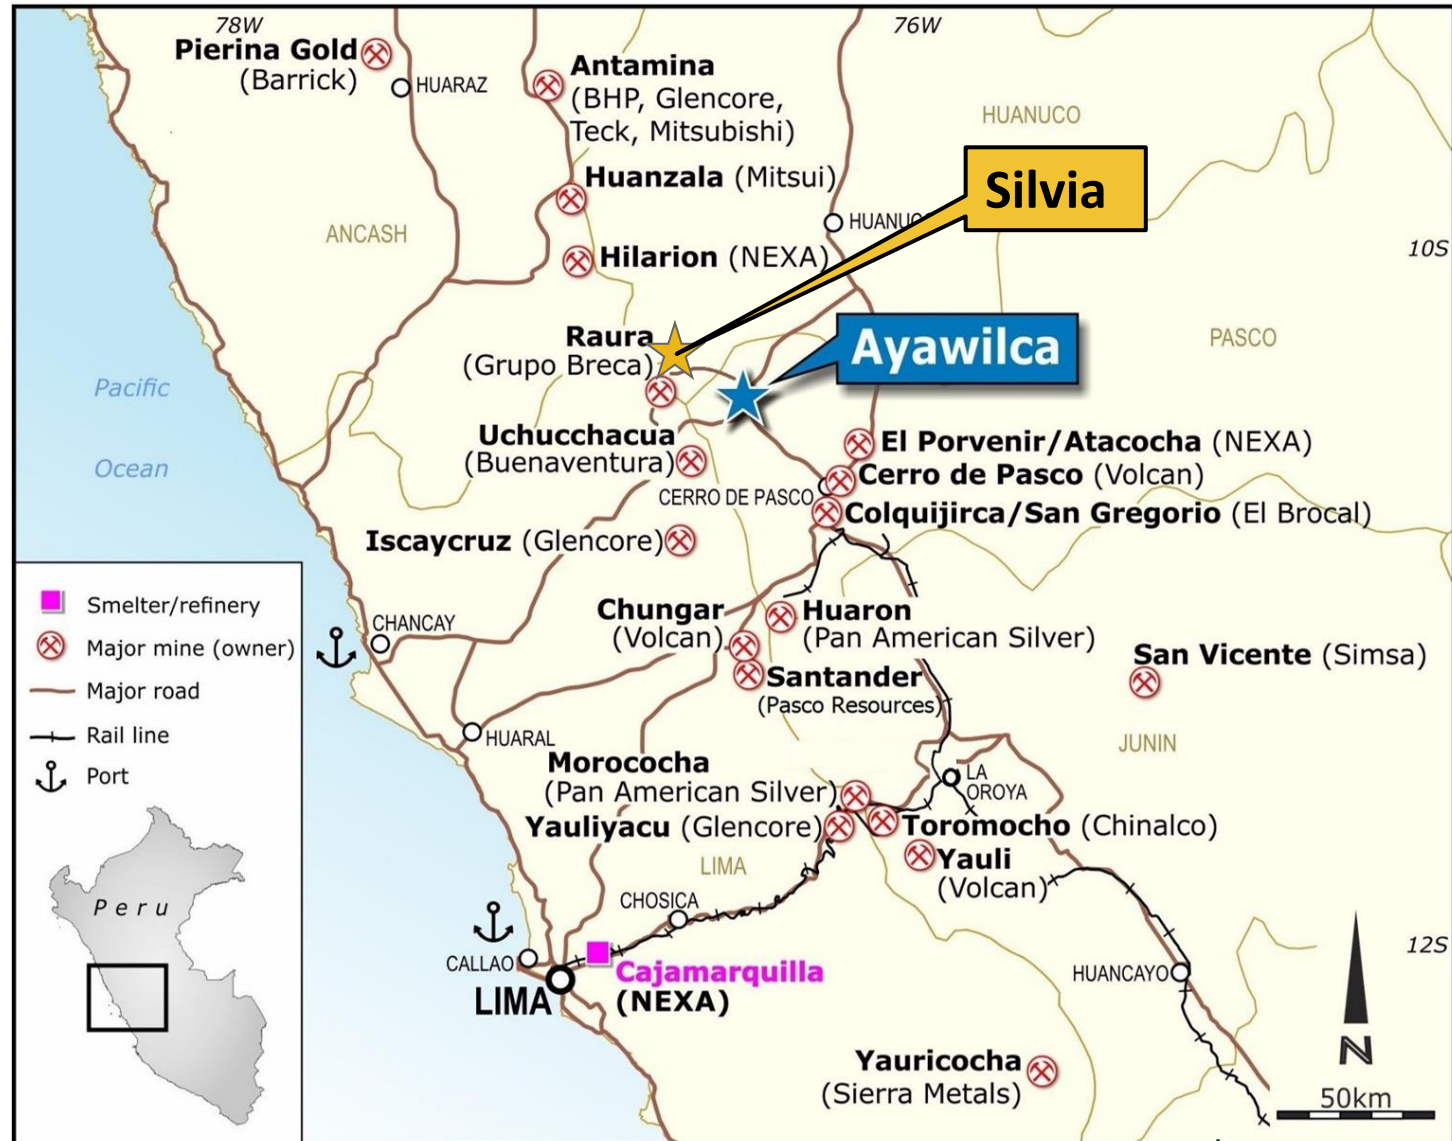 78W
76W
Pierina Gold
(Barrick)
HUARAZ
Antamina
(BHP, Glencore,
Teck, Mitsubishi)
HUANUCO
Huanzala (Mitsui)
Silvia
ANCASH
HUANUC
10S
Hilarion (NEXA)
Raura
(Grupo Breca)
Ayawilca
PASCO
Pacific
Ocean
Uchucchacua
(Buenaventura)
El Porvenir/Atacocha (NEXA)
Cerro de Pasco (Volcan)
CERRO DE PASCO
Colquijirca/San Gregorio (El Brocal)
Iscaycruz (Glencore)
Smelter/refinery
Major mine (owner)
Major road
Rail line
Port
CHANCAY
Chungar
(Volcan)
Huaron
(Pan American Silver)
Santander
(Pasco Resources)
San Vicente (Simsa)
HUARAL
JUNIN
Morococha
(Pan American Silver)
LA
OROYA
Yauliyacu (Glencore)
Toromocho (Chinalco)
Yauli
(Volcan)
LIMA
CHOSICA
Peru
CALLAO
LIMA
Cajamarquilla
(NEXA)
HUANCAYO
12S
Yauricocha
(Sierra Metals)
N
50km